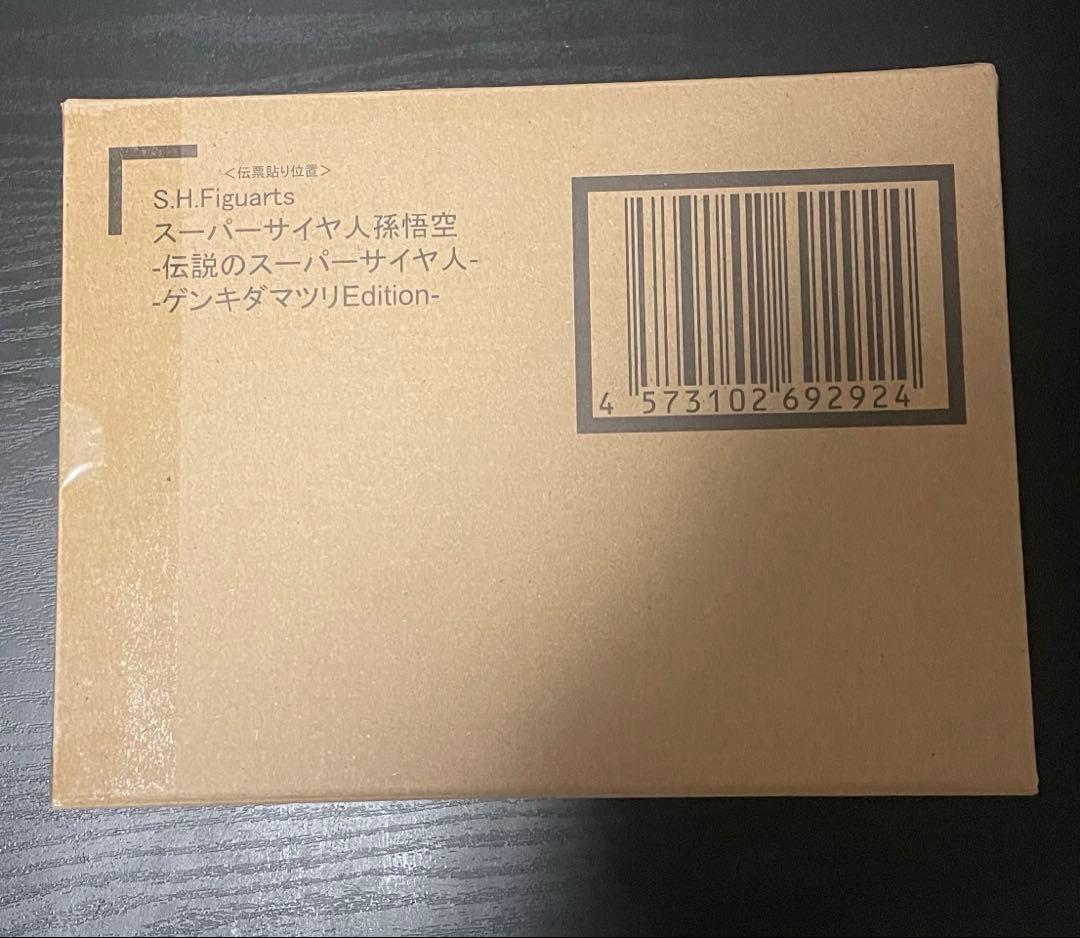 <伝票貼り位置>
S.H.Figuarts
スーパーサイヤ人孫悟空
-伝説のスーパーサイヤ人-
-ゲンキダマツリEdition-
4 573102 692924